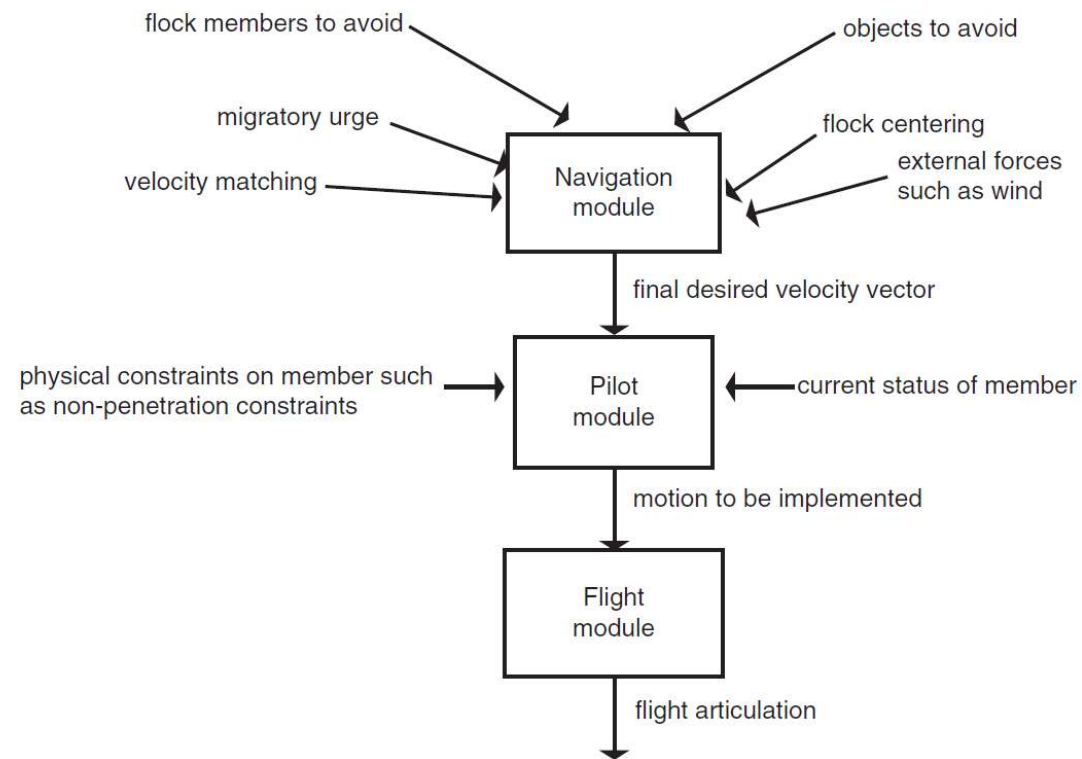 flock members to avoid
objects to avoid
migratory urge
flock centering
velocity matching
external forces
such as wind
Navigation
module
final desired velocity vector
physical constraints on member such
as non-penetration constraints
Pilot
module
current status of member
motion to be implemented
Flight
module
flight articulation